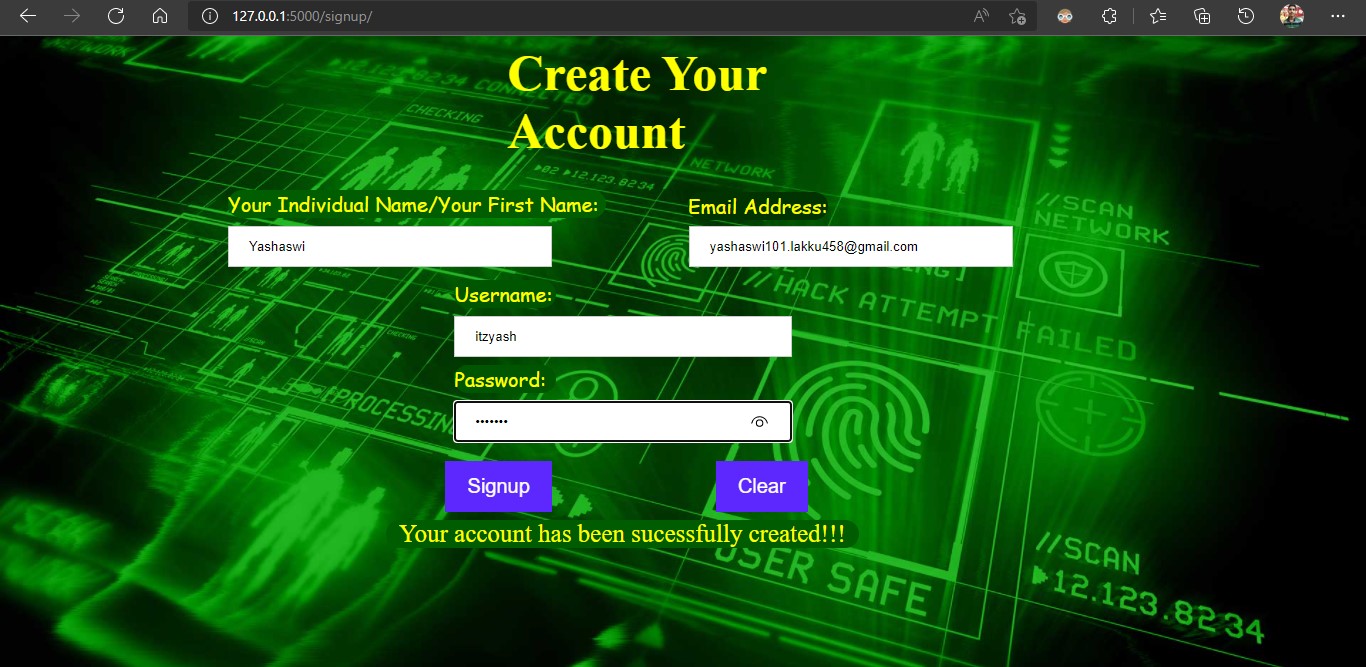 127.0.0.1:5000/signup/
NETWORK
12.123.8234
CONNECTED
Create Your
Account
CHECKING
NETWORK
02 12.123.8234
Your Individual Name/Your First Name:
Email Address:
//SCAN
NETWORK
Yashaswi
yashaswi101.lakku458@gmail.com
//HACK ATTEMPT FAILED
Username:
itzyash
Password:
[PROCESSING
•••••••
Signup
Clear
Your account has been sucessfully created!!!
USER SAFE
//SCAN
12.123.8234